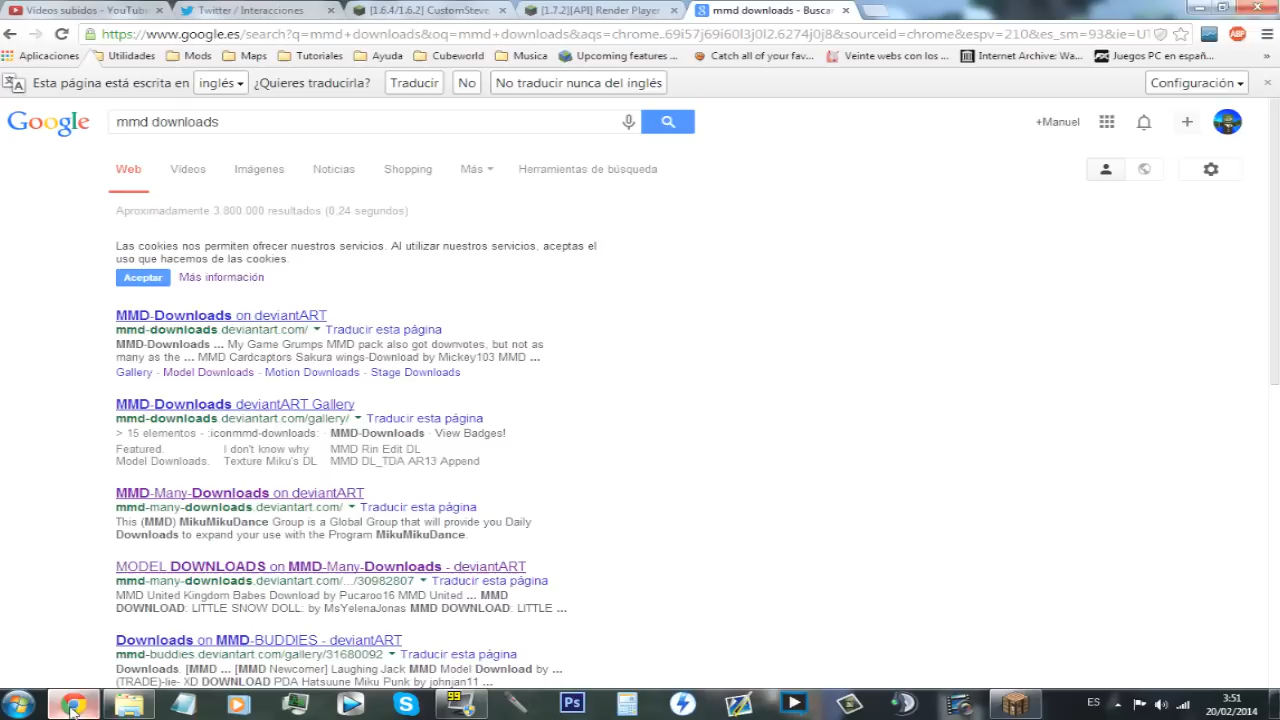 Videos subidos - YouTub
Twitter / Interacciones
[1.6.4/1.6.2] CustomSteve
[1.7.2][API] Render Player
mmd downloads - Busca
https://www.google.es/search?q=mmd+downloads&oq=mmd+downloads&aqs=chrome..69i57j69i60l3j0l2.6274j0j8&sourceid=chrome&espv=210&es_sm=93&ie=UT
Aplicaciones
Utilidades
Mods
Maps
Tutoriales
Ayuda
Cubeworld
Musica
Upcoming features ...
Catch all of your fav...
Veinte webs con los ...
Internet Archive: Wa...
Juegos PC en español...
»
Esta página está escrita en inglés ¿Quieres traducirla? Traducir No No traducir nunca del inglés Configuración
Google mmd downloads +Manuel
Web Vídeos Imágenes Noticias Shopping Más Herramientas de búsqueda
Aproximadamente 3.800.000 resultados (0,24 segundos)
Las cookies nos permiten ofrecer nuestros servicios. Al utilizar nuestros servicios, aceptas el
uso que hacemos de las cookies.
Aceptar Más información
MMD-Downloads on deviantART
mmd-downloads.deviantart.com/ Traducir esta página
MMD-Downloads ... My Game Grumps MMD pack also got downvotes, but not as
many as the ... MMD Cardcaptors Sakura wings-Download by Mickey103 MMD ...
Gallery - Model Downloads - Motion Downloads - Stage Downloads
MMD-Downloads deviantART Gallery
mmd-downloads.deviantart.com/gallery/ Traducir esta página
> 15 elementos - :iconmmd-downloads: · MMD-Downloads · View Badges!
Featured. I don't know why MMD Rin Edit DL
Model Downloads. Texture Miku's DL MMD DL_TDA AR13 Append
MMD-Many-Downloads on deviantART
mmd-many-downloads.deviantart.com/ Traducir esta página
This (MMD) MikuMikuDance Group is a Global Group that will provide you Daily
Downloads to expand your use with the Program MikuMikuDance.
MODEL DOWNLOADS on MMD-Many-Downloads - deviantART
mmd-many-downloads.deviantart.com/.../30982807 Traducir esta página
MMD United Kingdom Babes Download by Pucaroo16 MMD United ... MMD
DOWNLOAD: LITTLE SNOW DOLL: by MsYelenaJonas MMD DOWNLOAD: LITTLE ...
Downloads on MMD-BUDDIES - deviantART
mmd-buddies.deviantart.com/gallery/31680092 Traducir esta página
Downloads. [MMD ... [MMD Newcomer] Laughing Jack MMD Model Download by ...
(TRADE)-lie- XD DOWNLOAD PDA Hatsuune Miku Punk by johnjan11 ...
99
Ps
ES
3:51
20/02/2014